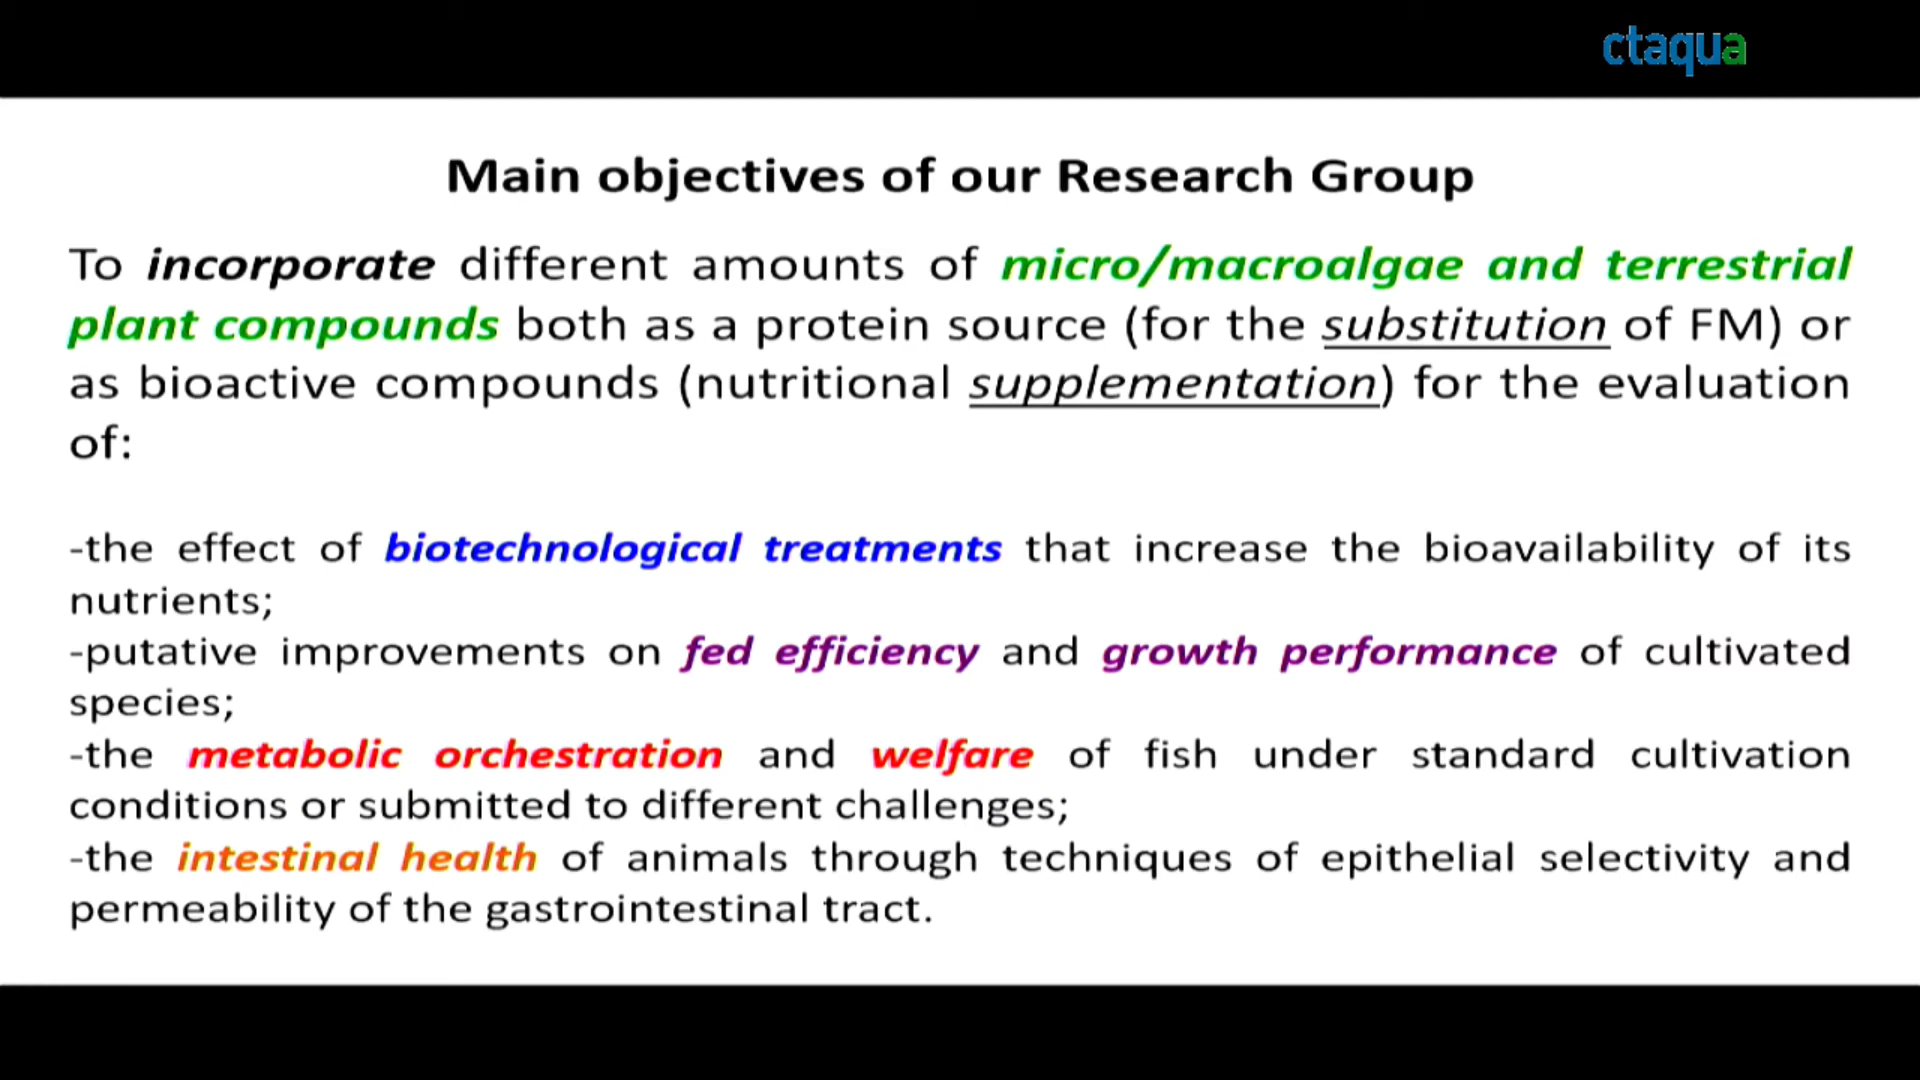 ctaqua
Main objectives of our Research Group
To incorporate different amounts of micro/macroalgae and terrestrial
plant compounds both as a protein source (for the substitution of FM) or
as bioactive compounds (nutritional supplementation) for the evaluation
of:
-the effect of biotechnological treatments that increase the bioavailability of its
nutrients;
-putative improvements on fed efficiency and growth performance of cultivated
species;
-the metabolic orchestration and welfare of fish under standard cultivation
conditions or submitted to different challenges;
-the intestinal health of animals through techniques of epithelial selectivity and
permeability of the gastrointestinal tract.